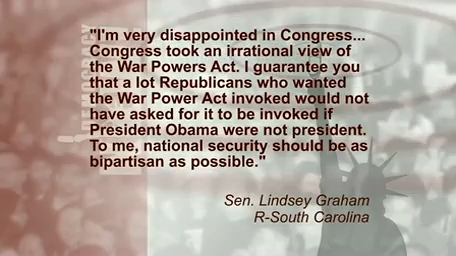 DEMOCRACY
"I'm very disappointed in Congress...
Congress took an irrational view of
the War Powers Act. I guarantee you
that a lot Republicans who wanted
the War Power Act invoked would not
have asked for it to be invoked if
President Obama were not president.
To me, national security should be as
bipartisan as possible."
Sen. Lindsey Graham
R-South Carolina